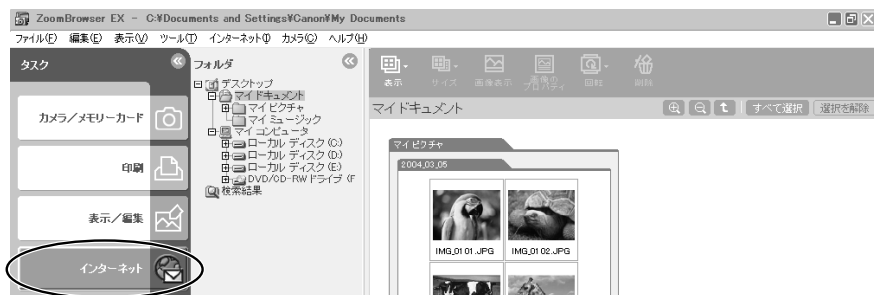 ZoomBrowser EX - C:¥Documents and Settings¥Canon¥My Documents
ファイル(F) 編集(E) 表示(V) ツール(T) インターネット(I) カメラ(C) ヘルプ(H)
タスク
カメラ/メモリーカード
印刷
表示/編集
インターネット
フォルダ
デスクトップ
マイドキュメント
マイ ピクチャ
マイ ミュージック
マイ コンピュータ
ローカル ディスク (C:)
ローカル ディスク (D:)
ローカル ディスク (E:)
DVD/CD-RW ドライブ (F
検索結果
表示 サイズ 画像表示 画像のプロパティ 回転 削除
マイドキュメント
すべて選択 選択を解除
マイ ピクチャ
2004_03_05
IMG_0101.JPG IMG_0102.JPG